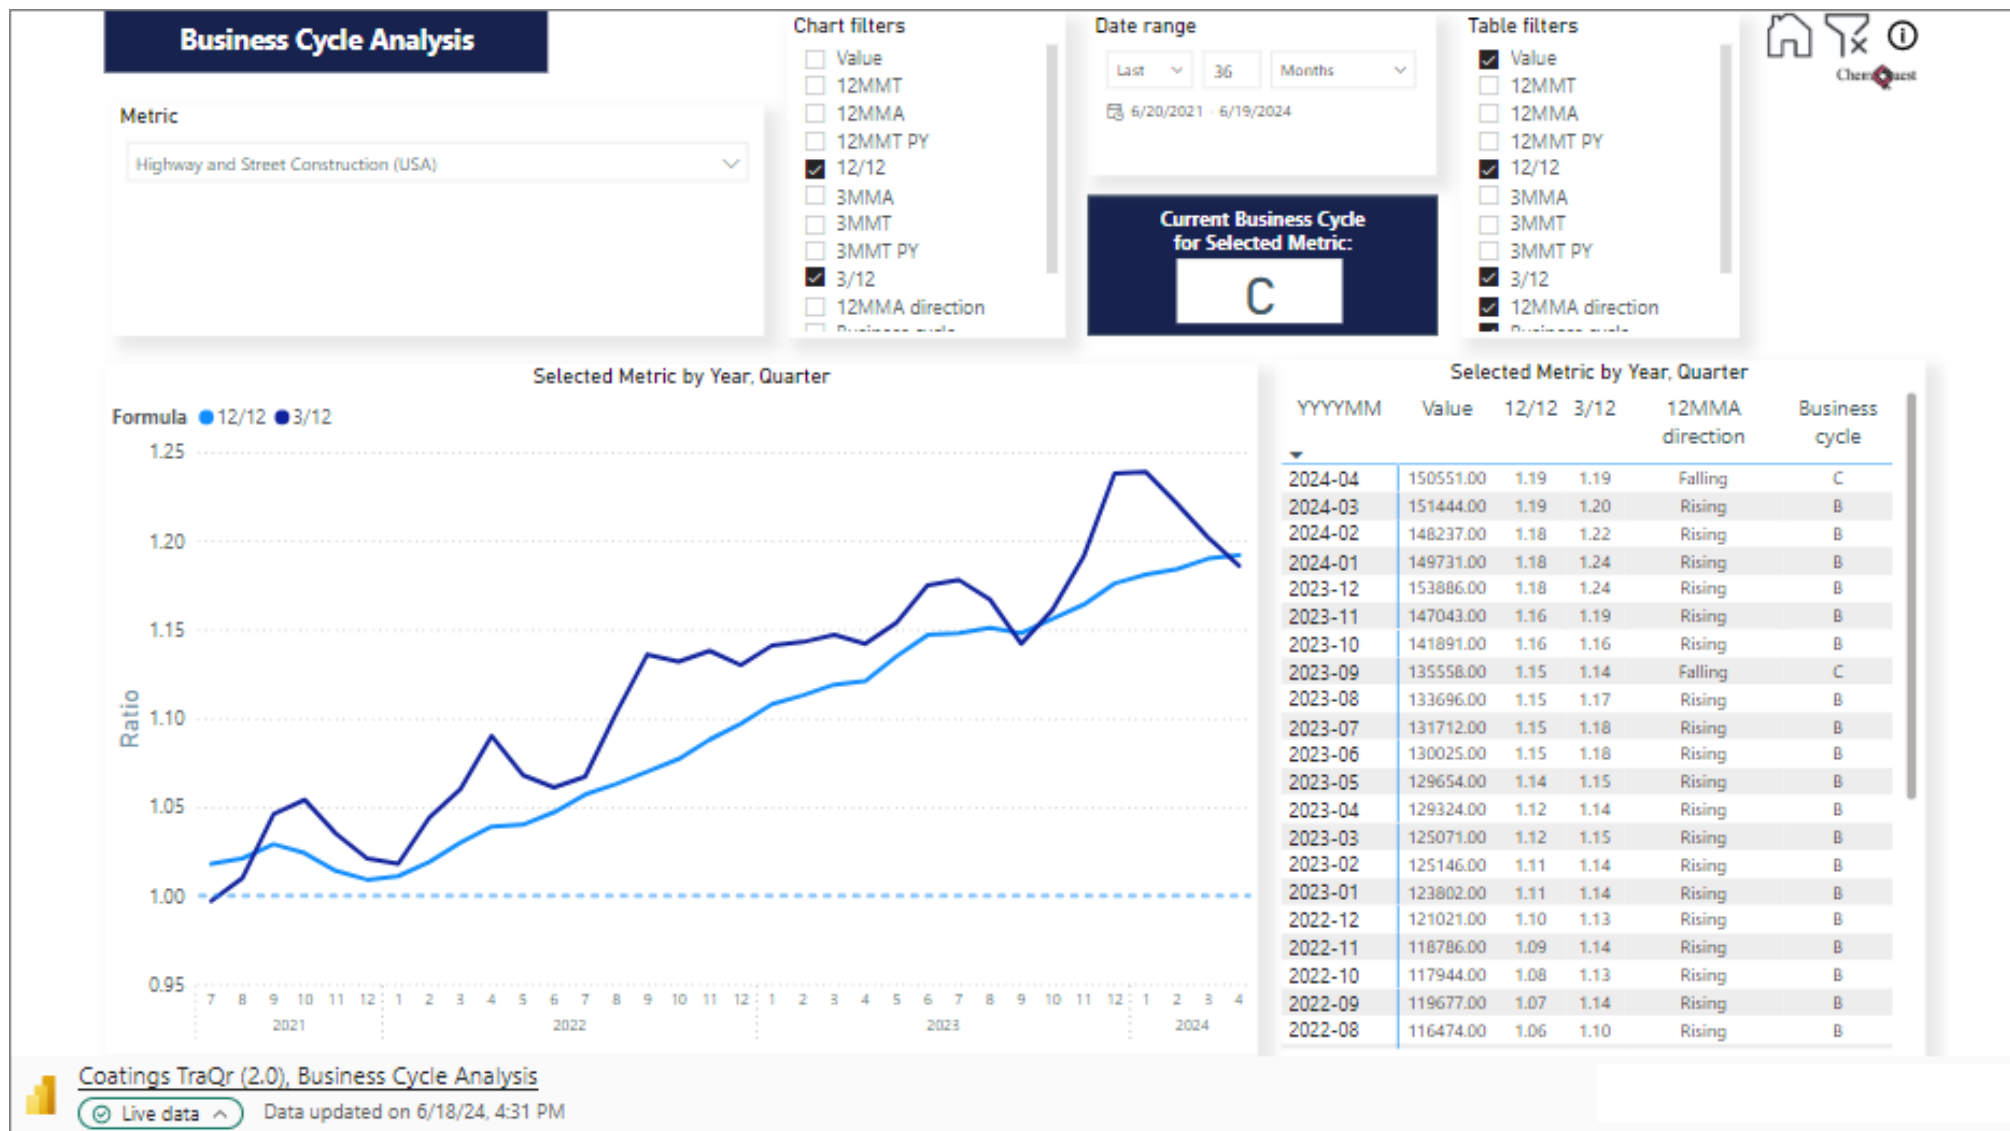 Business Cycle Analysis
Metric
Highway and Street Construction (USA)
Chart filters
Value
12MMT
12MMA
12MMT PY
12/12
3MMA
3MMT
3MMT PY
3/12
12MMA direction
Business cycle
Date range
Last 36 Months
6/20/2021 - 6/19/2024
Current Business Cycle
for Selected Metric:
C
Table filters
Value
12MMT
12MMA
12MMT PY
12/12
3MMA
3MMT
3MMT PY
3/12
12MMA direction
Business cycle
ChemQuest
Selected Metric by Year, Quarter
Formula 12/12 3/12
1.25
1.20
1.15
1.10
1.05
1.00
0.95
Ratio
7 8 9 10 11 12 1 2 3 4 5 6 7 8 9 10 11 12 1 2 3 4 5 6 7 8 9 10 11 12 1 2 3 4
2021 2022 2023 2024
Selected Metric by Year, Quarter
YYYYMM Value 12/12 3/12 12MMA Business
direction cycle
2024-04 150551.00 1.19 1.19 Falling C
2024-03 151444.00 1.19 1.20 Rising B
2024-02 148237.00 1.18 1.22 Rising B
2024-01 149731.00 1.18 1.24 Rising B
2023-12 153886.00 1.18 1.24 Rising B
2023-11 147043.00 1.16 1.19 Rising B
2023-10 141891.00 1.16 1.16 Rising B
2023-09 135558.00 1.15 1.14 Falling C
2023-08 133696.00 1.15 1.17 Rising B
2023-07 131712.00 1.15 1.18 Rising B
2023-06 130025.00 1.15 1.18 Rising B
2023-05 129654.00 1.14 1.15 Rising B
2023-04 129324.00 1.12 1.14 Rising B
2023-03 125071.00 1.12 1.15 Rising B
2023-02 125146.00 1.11 1.14 Rising B
2023-01 123802.00 1.11 1.14 Rising B
2022-12 121021.00 1.10 1.13 Rising B
2022-11 118786.00 1.09 1.14 Rising B
2022-10 117944.00 1.08 1.13 Rising B
2022-09 119677.00 1.07 1.14 Rising B
2022-08 116474.00 1.06 1.10 Rising B
Coatings TraQr (2.0), Business Cycle Analysis
Live data
Data updated on 6/18/24, 4:31 PM